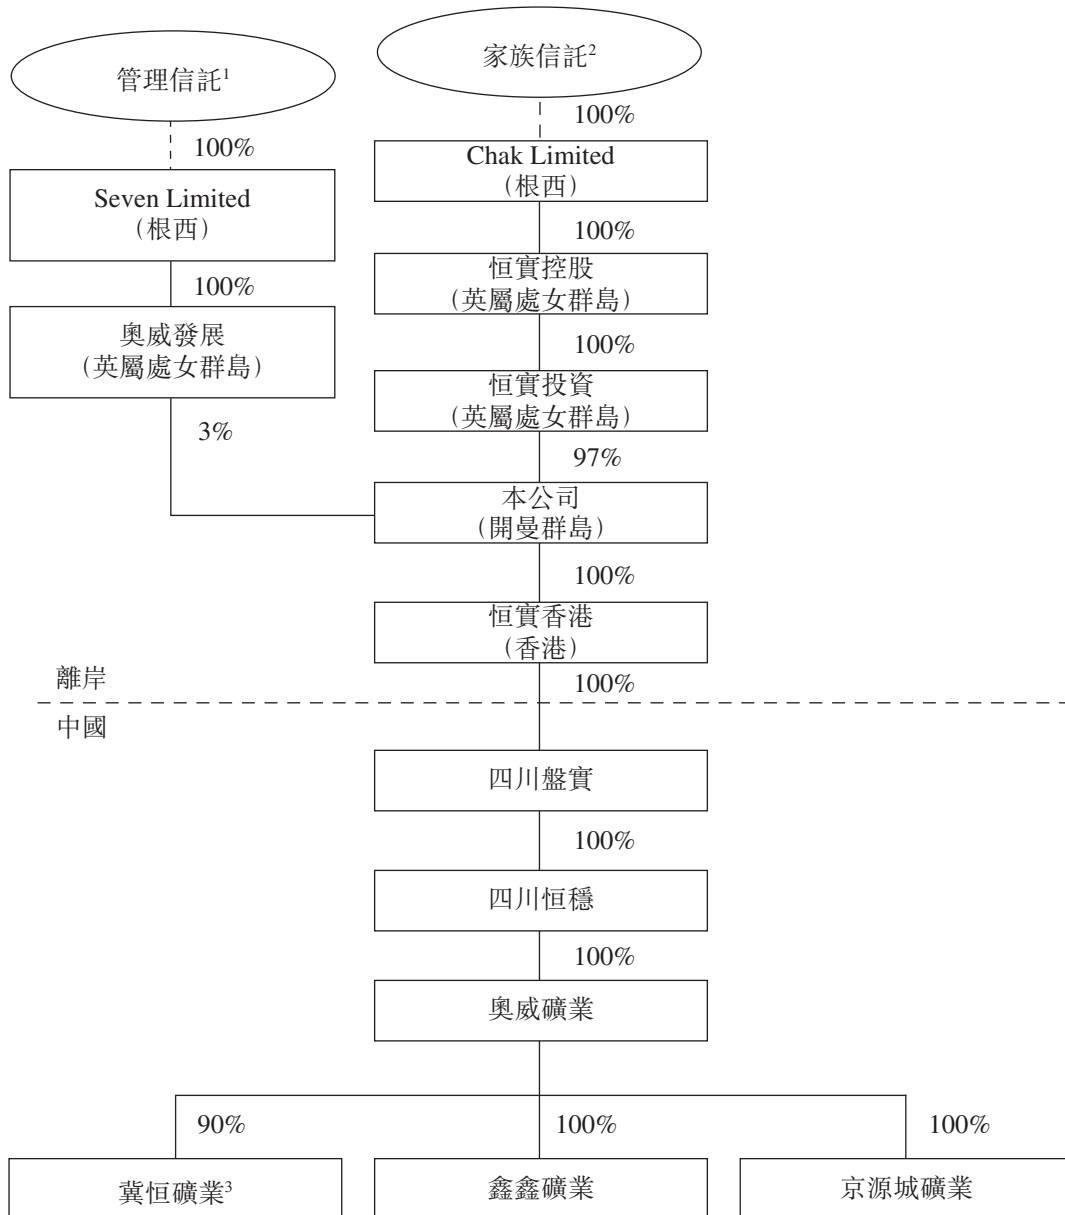 家族信託2
管理信託1
100%
100%
Chak Limited
(根西)
Seven Limited
(根西)
100%
恒實控股
(英屬處女群島)
100%
奧威發展
(英屬處女群島)
100%
恒實投資
(英屬處女群島)
3%
97%
本公司
(開曼群島)
100%
恒實香港
(香港)
離岸
100%
中國
四川盤實
100%
四川恒穩
100%
奧威礦業
90%
100%
100%
冀恒礦業3
鑫鑫礦業
京源城礦業